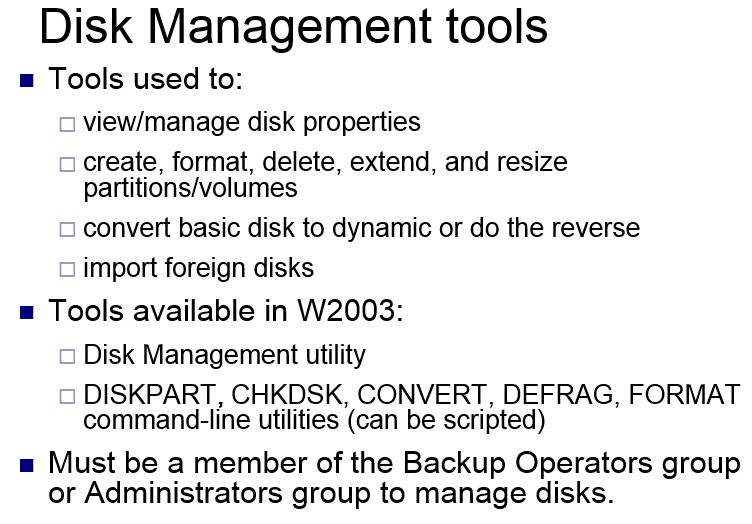 Disk Management tools
Tools used to:
view/manage disk properties
create, format, delete, extend, and resize
partitions/volumes
convert basic disk to dynamic or do the reverse
import foreign disks
Tools available in W2003:
Disk Management utility
DISKPART, CHKDSK, CONVERT, DEFRAG, FORMAT
command-line utilities (can be scripted)
Must be a member of the Backup Operators group
or Administrators group to manage disks.